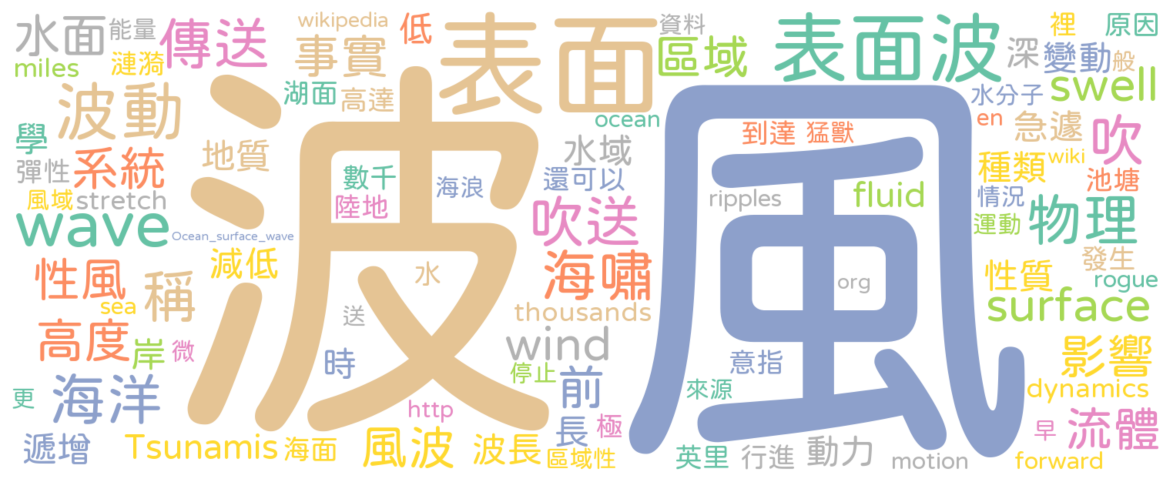 水面
能量
傳送
wikipedia
低
表面
資料
區域
表面波
裡
原因
miles
漣漪
事實
深
變動
般
波動
湖面
高達
波
風
ocean
水分子
swell
學
系統
地質
到達
猛獸
en
急遽
吹
彈性
數千
海浪
水域
還可以
種類
wiki
池塘
風域
stretch
陸地
ripples
fluid
情況
wave
Ocean_surface_wave
吹送
運動
物理
性風
減低
水
海嘯
org
性質
發生
rogue
sea
稱
送
thousands
surface
高度
岸
微
時
wind
意指
影響
更
海洋
http
停止
前
來源
dynamics
遞增
Tsunamis
海面
風波
波長
長
極
區域性
英里
行進
動力
motion
早
流體
forward